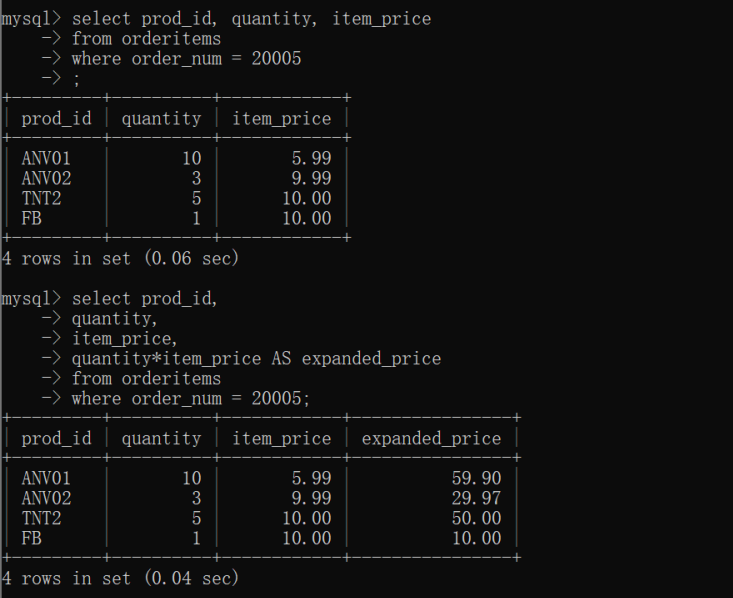 mysql> select prod_id, quantity, item_price
    -> from orderitems
    -> where order_num = 20005
    -> ;
+---------+----------+------------+
| prod_id | quantity | item_price |
+---------+----------+------------+
| ANV01   |       10 |       5.99 |
| ANV02   |        3 |       9.99 |
| TNT2    |        5 |      10.00 |
| FB      |        1 |      10.00 |
+---------+----------+------------+
4 rows in set (0.06 sec)

mysql> select prod_id,
    -> quantity,
    -> item_price,
    -> quantity*item_price AS expanded_price
    -> from orderitems
    -> where order_num = 20005;
+---------+----------+------------+----------------+
| prod_id | quantity | item_price | expanded_price |
+---------+----------+------------+----------------+
| ANV01   |       10 |       5.99 |          59.90 |
| ANV02   |        3 |       9.99 |          29.97 |
| TNT2    |        5 |      10.00 |          50.00 |
| FB      |        1 |      10.00 |          10.00 |
+---------+----------+------------+----------------+
4 rows in set (0.04 sec)